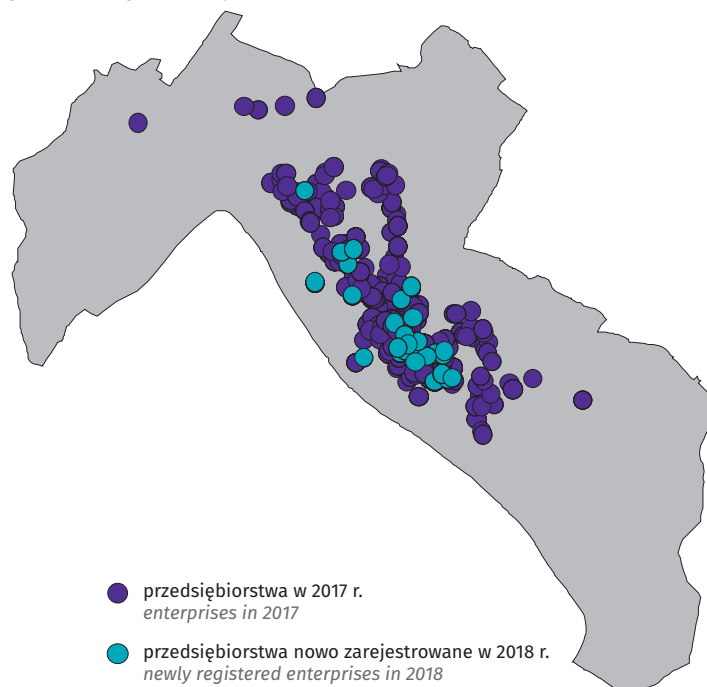 przedsiębiorstwa w 2017 r.
enterprises in 2017
przedsiębiorstwa nowo zarejestrowane w 2018 r.
newly registered enterprises in 2018